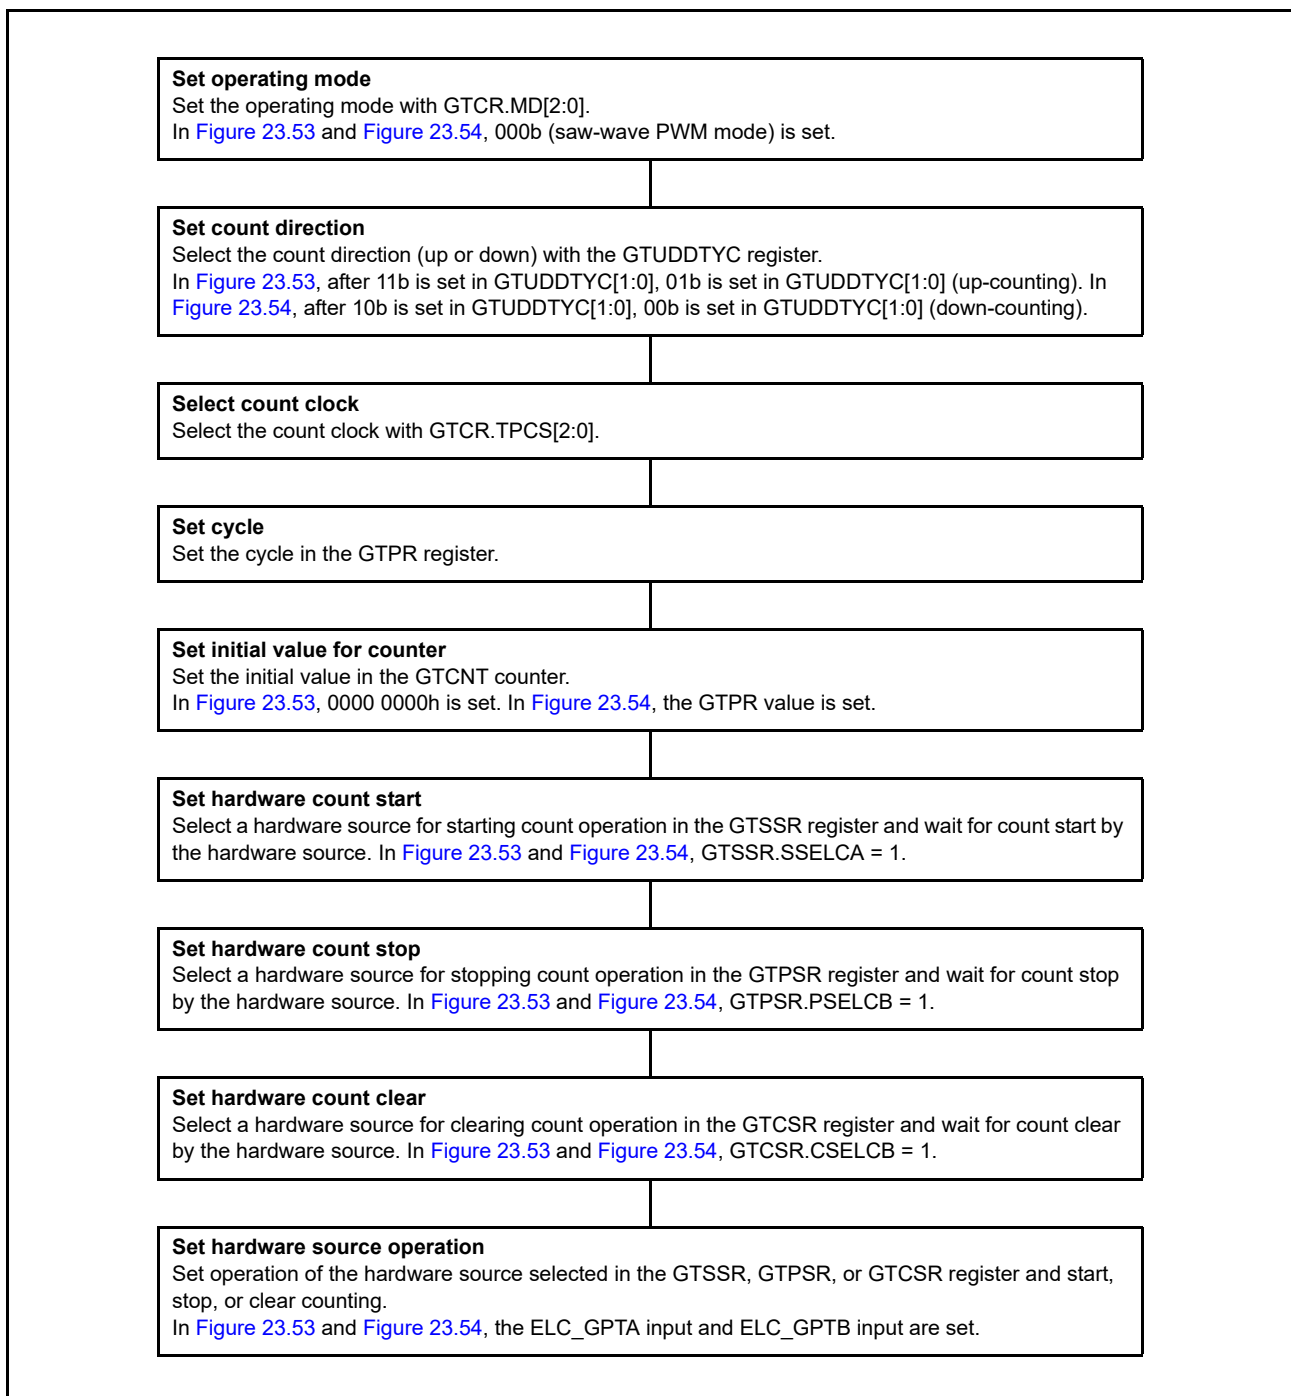 Set operating mode
Set the operating mode with GTCR.MD[2:0].
In Figure 23.53 and Figure 23.54, 000b (saw-wave PWM mode) is set.
Set count direction
Select the count direction (up or down) with the GTUDDTYC register.
In Figure 23.53, after 11b is set in GTUDDTYC[1:0], 01b is set in GTUDDTYC[1:0] (up-counting). In
Figure 23.54, after 10b is set in GTUDDTYC[1:0], 00b is set in GTUDDTYC[1:0] (down-counting).
Select count clock
Select the count clock with GTCR.TPCS[2:0].
Set cycle
Set the cycle in the GTPR register.
Set initial value for counter
Set the initial value in the GTCNT counter.
In Figure 23.53, 0000 0000h is set. In Figure 23.54, the GTPR value is set.
Set hardware count start
Select a hardware source for starting count operation in the GTSSR register and wait for count start by
the hardware source. In Figure 23.53 and Figure 23.54, GTSSR.SSELCA = 1.
Set hardware count stop
Select a hardware source for stopping count operation in the GTPSR register and wait for count stop
by the hardware source. In Figure 23.53 and Figure 23.54, GTPSR.PSELCB = 1.
Set hardware count clear
Select a hardware source for clearing count operation in the GTCSR register and wait for count clear
by the hardware source. In Figure 23.53 and Figure 23.54, GTCSR.CSELCB = 1.
Set hardware source operation
Set operation of the hardware source selected in the GTSSR, GTPSR, or GTCSR register and start,
stop, or clear counting.
In Figure 23.53 and Figure 23.54, the ELC_GPTA input and ELC_GPTB input are set.